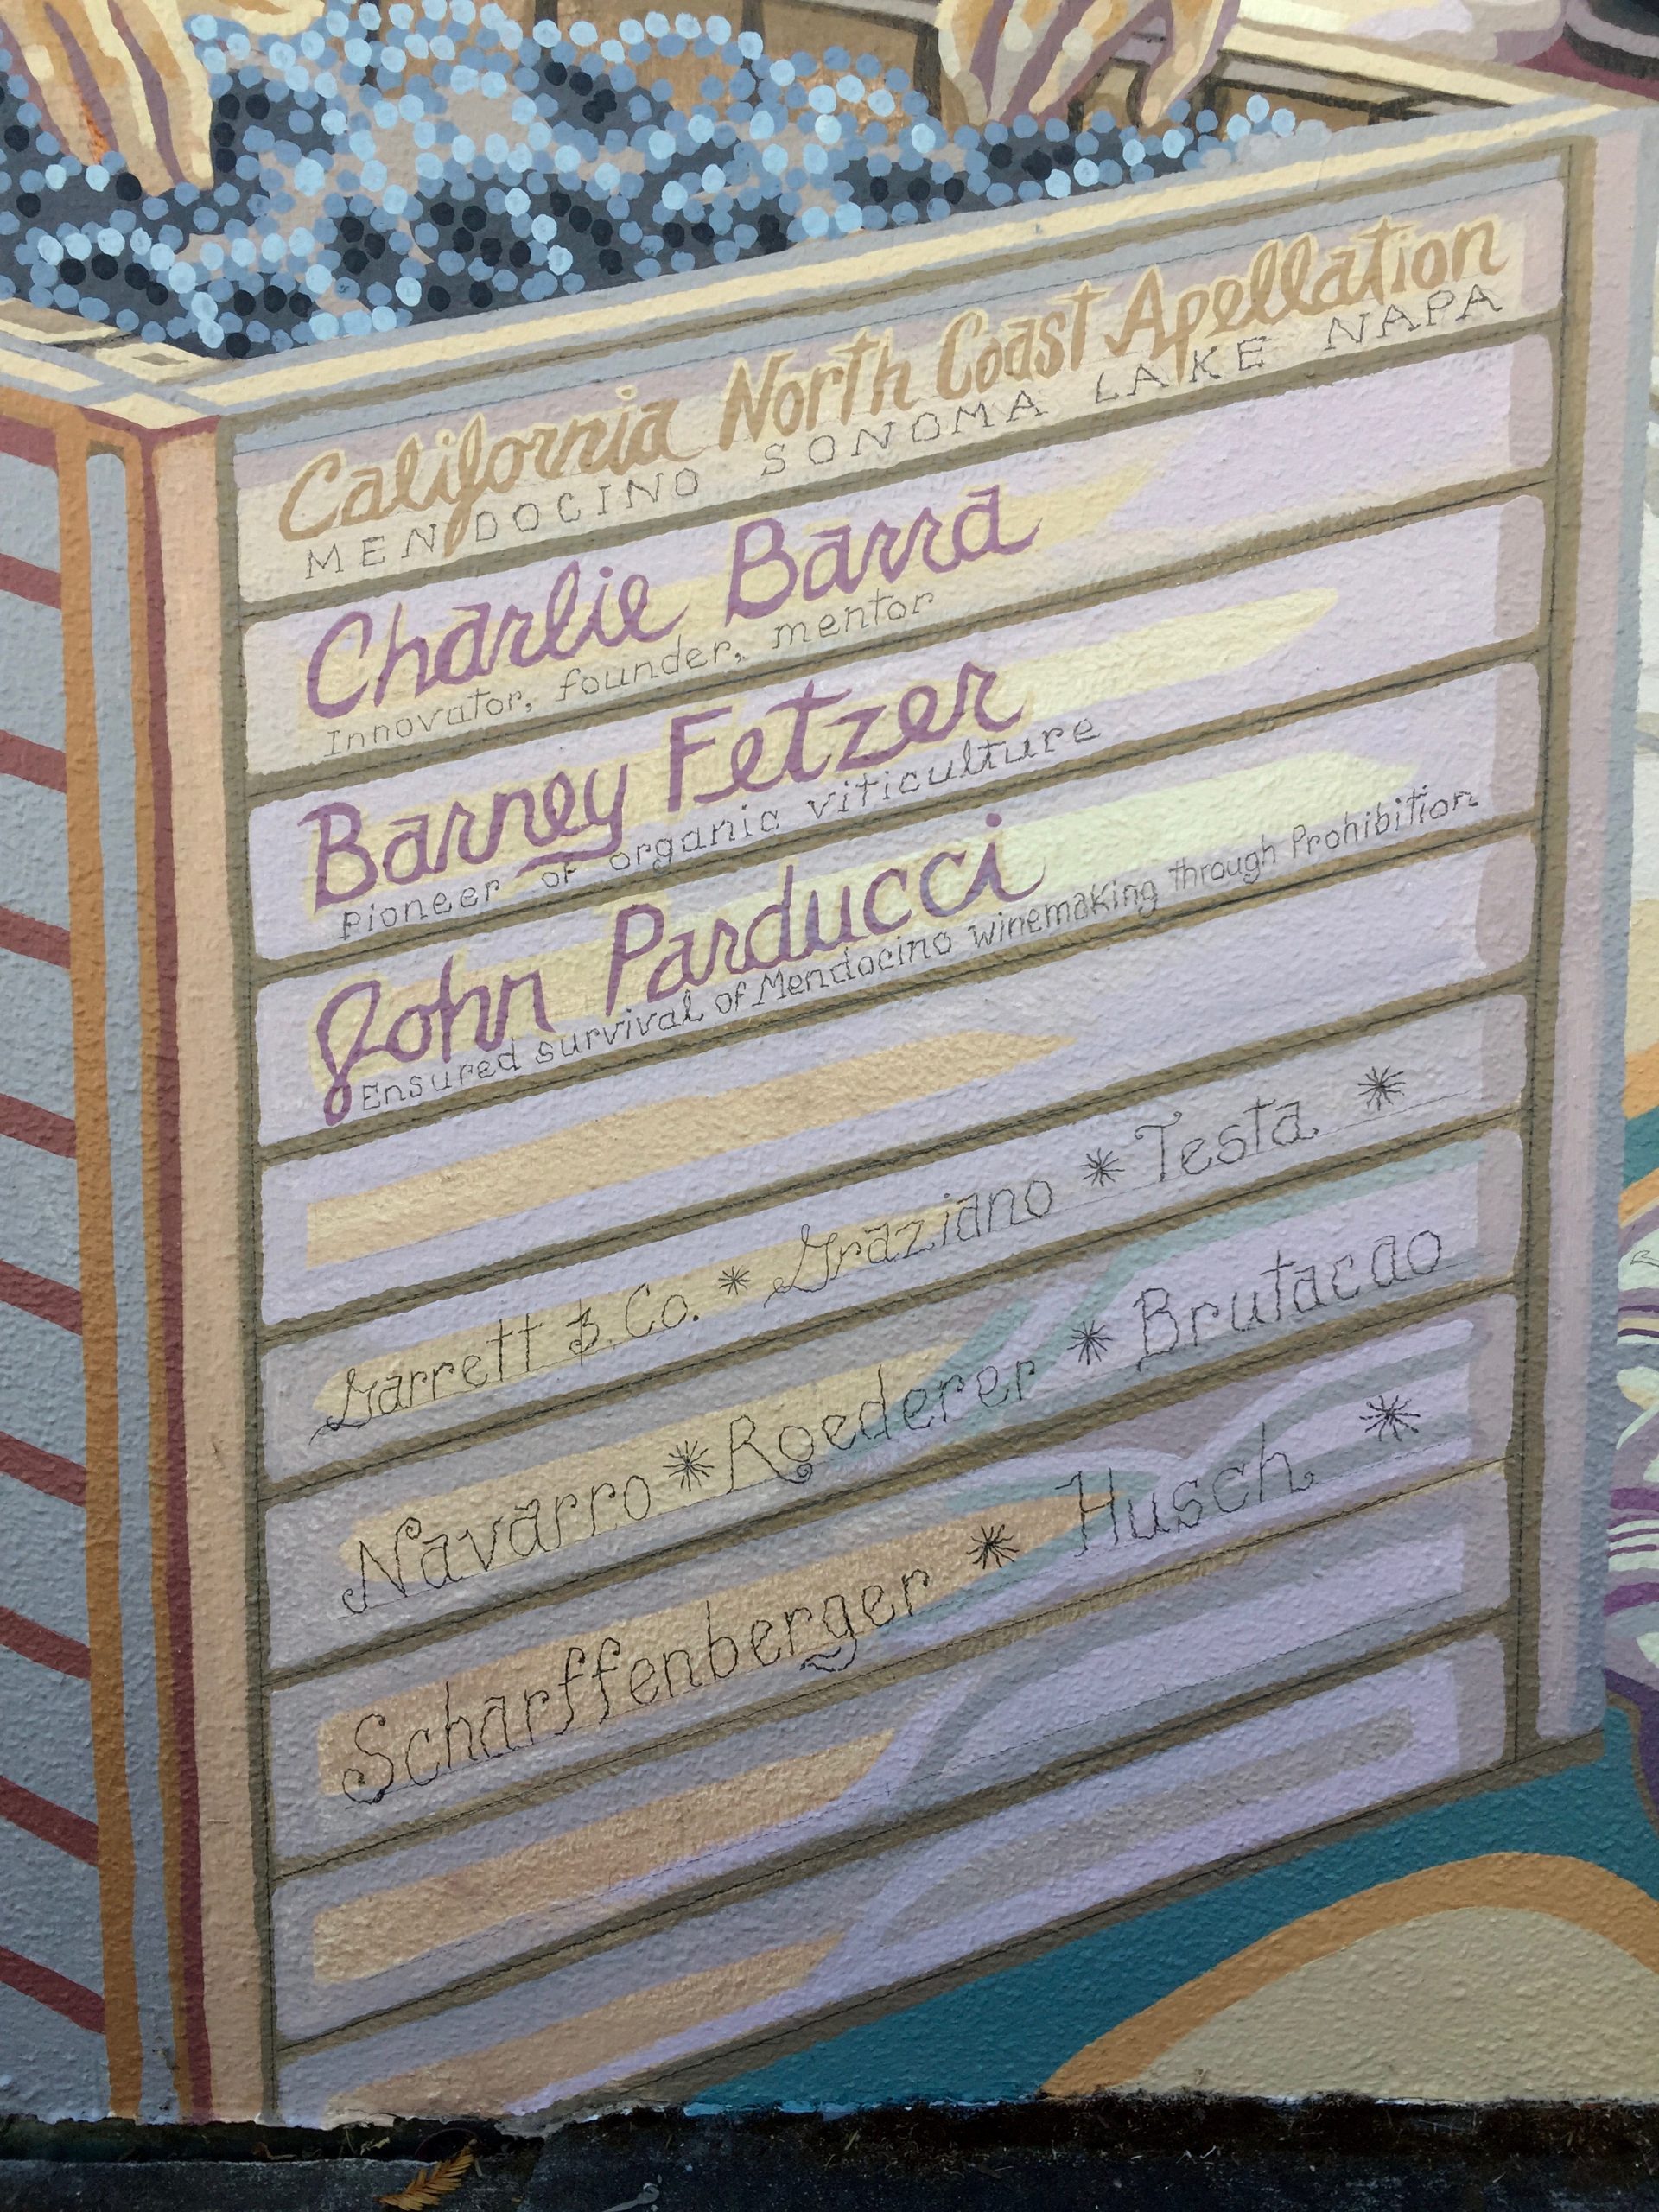 California North Coast Apellation
MENDOCINO SONOMA LAKE NAPA
Charlie Barra
Innovator, founder, mentor
Barney Fetzer
Pioneer of organic viticulture
John Parducci
Ensured survival of Mendocino winemaking through Prohibition
Garrett & Co. * Graziano * Testa *
Navarro * Roederer * Brutacao
Scharffenberger * Husch *